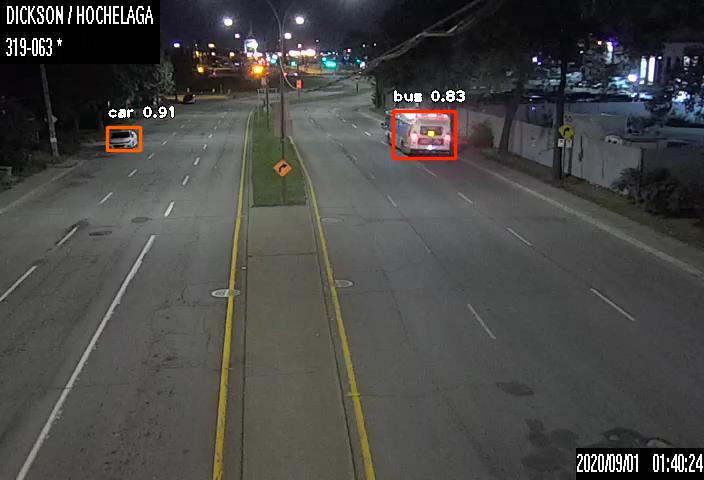 DICKSON / HOCHELAGA
319-063 *
car 0.91
bus 0.83
2020/09/01 01:40:24